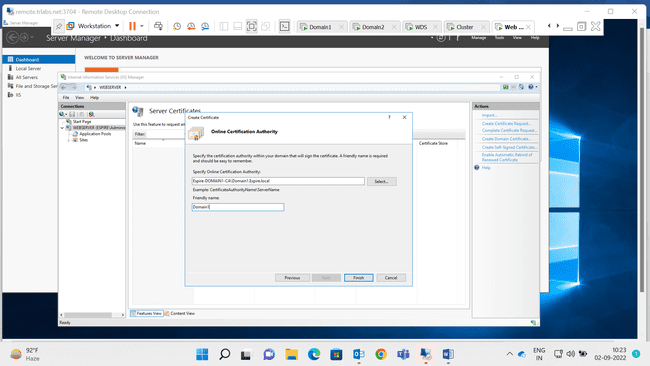 remote.trlabs.net:3704 - Remote Desktop Connection
Server Manager
Workstation
Domain1
Domain2
WDS
Cluster
Web ...
Server Manager • Dashboard
Manage Tools View Help
Dashboard
Local Server
All Servers
File and Storage Ser
IIS
WELCOME TO SERVER MANAGER
Internet Information Services (IIS) Manager
WEBSERVER
File View Help
Connections
Start Page
WEBSERVER (ESPIRE\Adminis
Application Pools
Sites
Server Certificates
Use this feature to request an
Filter:
Name
Certificate Store
Create Certificate
Online Certification Authority
Specify the certification authority within your domain that will sign the certificate. A friendly name is required
and should be easy to remember.
Specify Online Certification Authority:
Espire-DOMAIN1-CA\Domain1.Espire.local
Select...
Example: CertificateAuthorityName\ServerName
Friendly name:
Domain1
Previous
Next
Finish
Cancel
Actions
Import...
Create Certificate Request...
Complete Certificate Request...
Create Domain Certificate...
Create Self-Signed Certificate...
Enable Automatic Rebind of
Renewed Certificate
Help
Features View
Content View
Ready
92°F
Haze
ENG
IN
10:23
02-09-2022
1